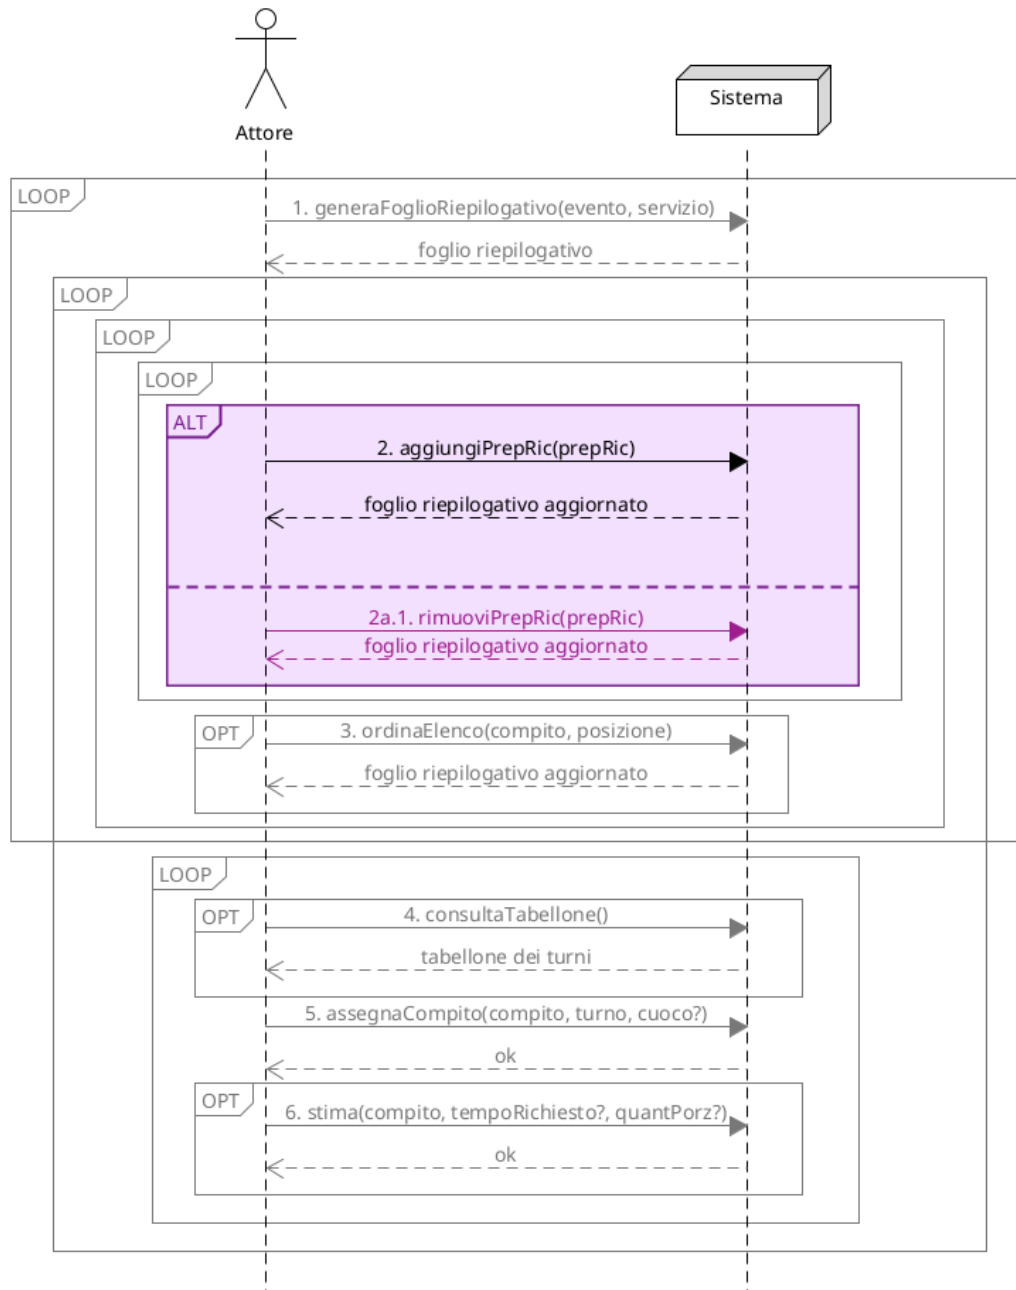 Attore
Sistema
LOOP
1. generaFoglioRiepilogativo(evento, servizio)
foglio riepilogativo
LOOP
LOOP
LOOP
ALT
2. aggiungiPrepRic(prepRic)
foglio riepilogativo aggiornato
2a.1. rimuoviPrepRic(prepRic)
foglio riepilogativo aggiornato
OPT
3. ordinaElenco(compito, posizione)
foglio riepilogativo aggiornato
LOOP
OPT
4. consultaTabellone()
tabellone dei turni
5. assegnaCompito(compito, turno, cuoco?)
ok
OPT
6. stima(compito, tempoRichiesto?, quantPorz?)
ok